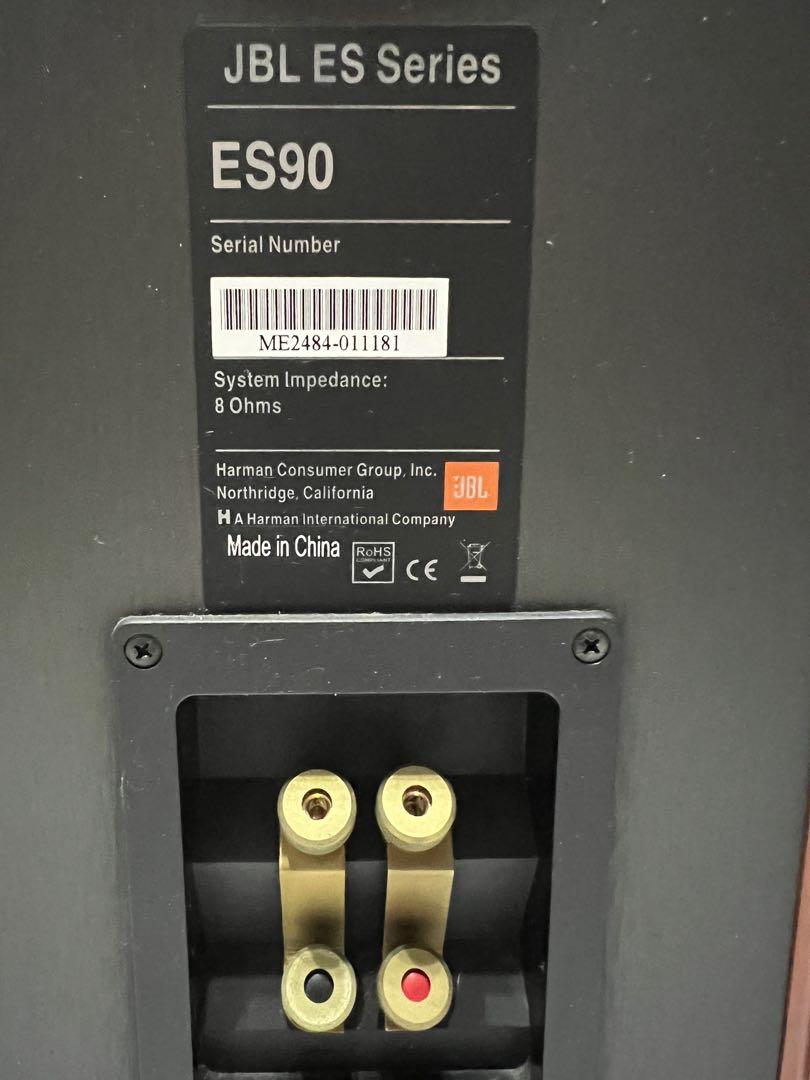 JBL ES Series
ES90
Serial Number
ME2484-011181
System Impedance:
8 Ohms
Harman Consumer Group, Inc.
Northridge, California
JBL
H A Harman International Company
Made in China
RoHS
COMPLIANT
CE